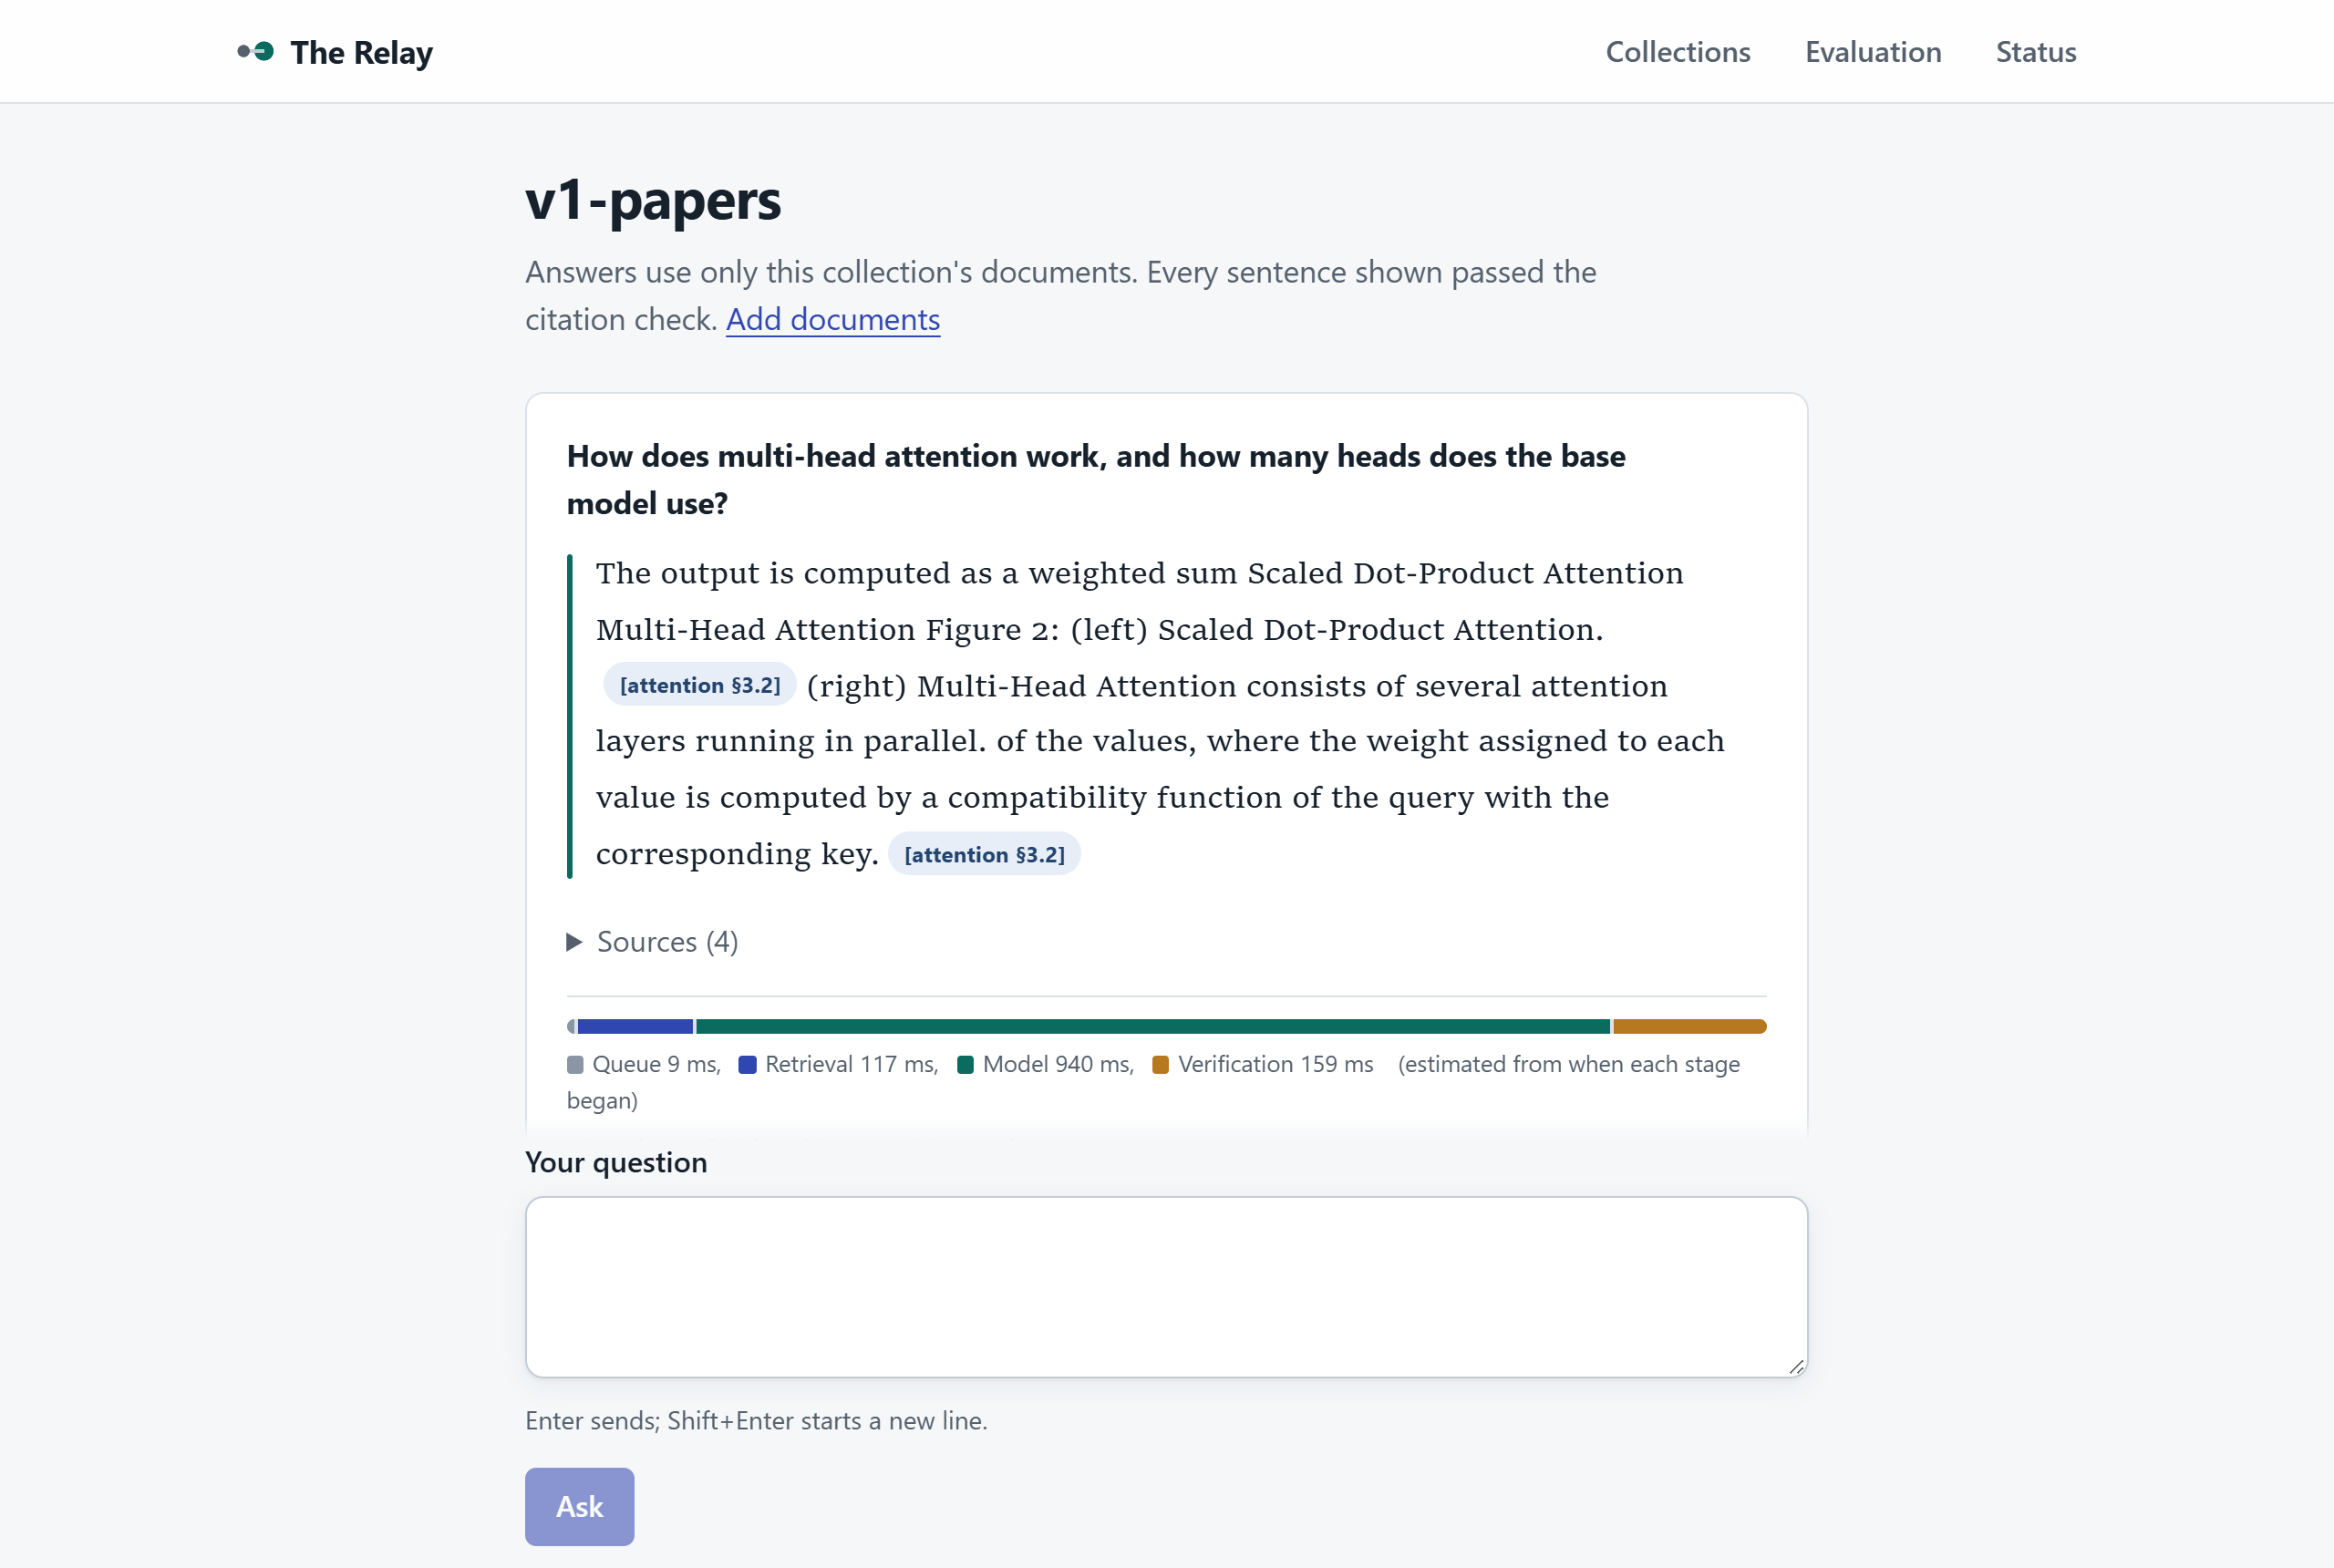 The Relay
Collections
Evaluation
Status
v1-papers
Answers use only this collection's documents. Every sentence shown passed the
citation check. Add documents
How does multi-head attention work, and how many heads does the base
model use?
The output is computed as a weighted sum Scaled Dot-Product Attention
Multi-Head Attention Figure 2: (left) Scaled Dot-Product Attention.
[attention §3.2] (right) Multi-Head Attention consists of several attention
layers running in parallel. of the values, where the weight assigned to each
value is computed by a compatibility function of the query with the
corresponding key. [attention §3.2]
Sources (4)
Queue 9 ms, Retrieval 117 ms, Model 940 ms, Verification 159 ms (estimated from when each stage
began)
Your question
Enter sends; Shift+Enter starts a new line.
Ask